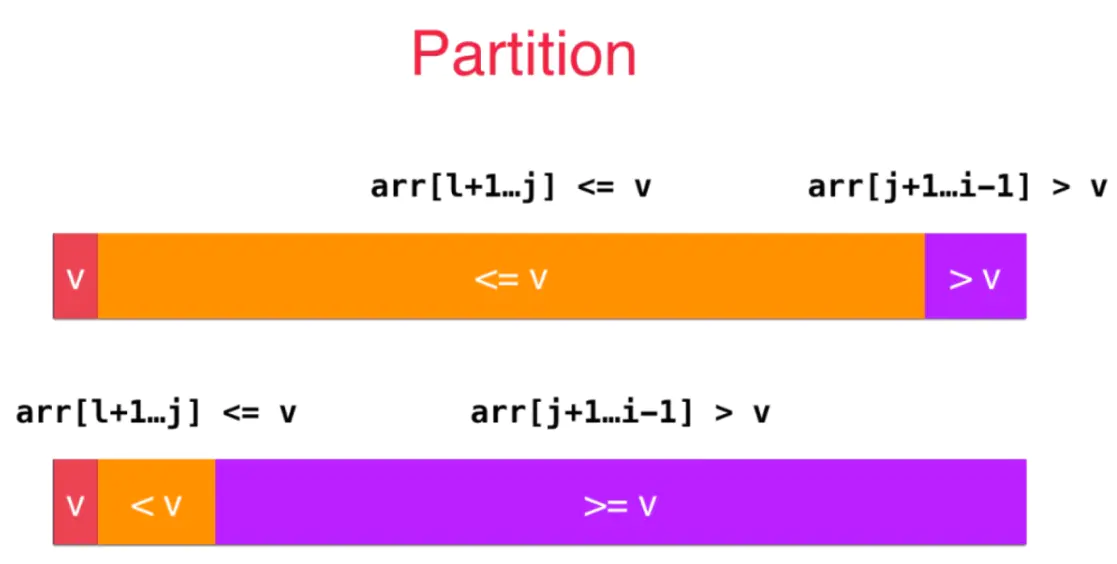 Partition
arr[l+1…j] <= v arr[j+1…i-1] > v
v <= v > v
arr[l+1…j] <= v arr[j+1…i-1] > v
v < v >= v